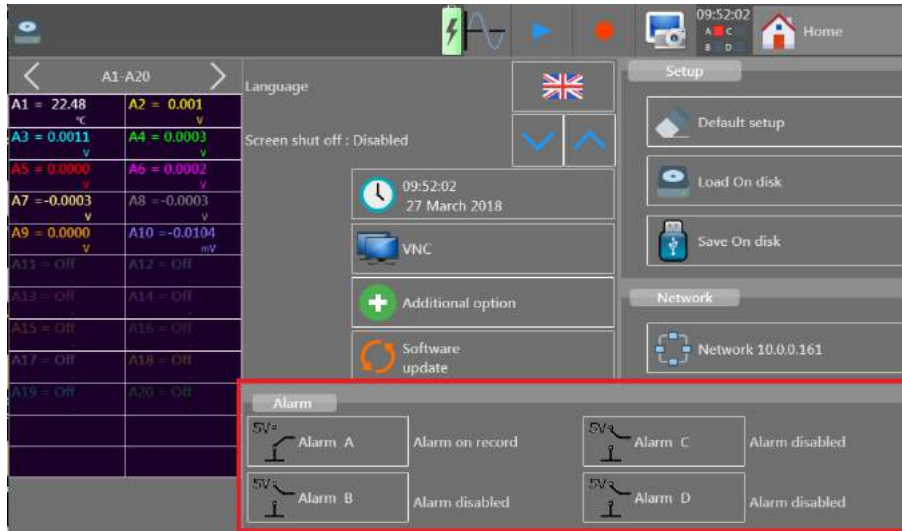 09:52:02
A C
B D
Home
A1-A20
A1 = 22.48
°C
A2 = 0.001
V
A3 = 0.0011
V
A4 = 0.0003
V
A5 = 0.0000
V
A6 = 0.0002
V
A7 =-0.0003
V
A8 =-0.0003
V
A9 = 0.0000
V
A10 =-0.0104
mV
A11 = Off
A12 = Off
A13 = Off
A14 = Off
A15 = Off
A16 = Off
A17 = Off
A18 = Off
A19 = Off
A20 = Off
Language
Screen shut off : Disabled
09:52:02
27 March 2018
VNC
Additional option
Software
update
Setup
Default setup
Load On disk
Save On disk
Network
Network 10.0.0.161
Alarm
5V
Alarm A
Alarm on record
5V
Alarm C
Alarm disabled
5V
Alarm B
Alarm disabled
5V
Alarm D
Alarm disabled